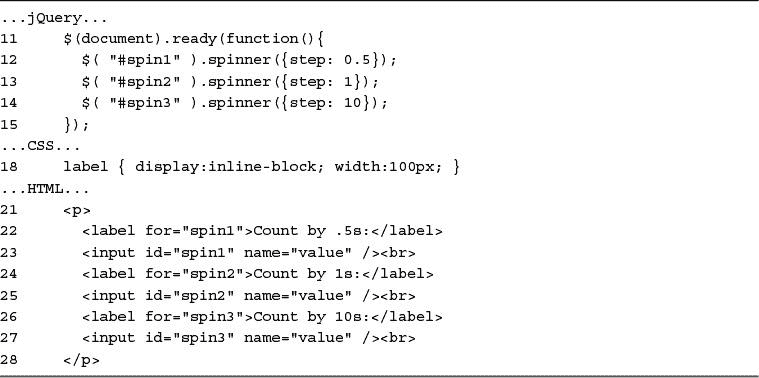 ...jQuery...
11     $(document).ready(function(){
12       $( "#spin1" ).spinner({step: 0.5});
13       $( "#spin2" ).spinner({step: 1});
14       $( "#spin3" ).spinner({step: 10});
15     });
...CSS...
18     label { display:inline-block; width:100px; }
...HTML...
21     <p>
22       <label for="spin1">Count by .5s:</label>
23       <input id="spin1" name="value" /><br>
24       <label for="spin2">Count by 1s:</label>
25       <input id="spin2" name="value" /><br>
26       <label for="spin3">Count by 10s:</label>
27       <input id="spin3" name="value" /><br>
28     </p>